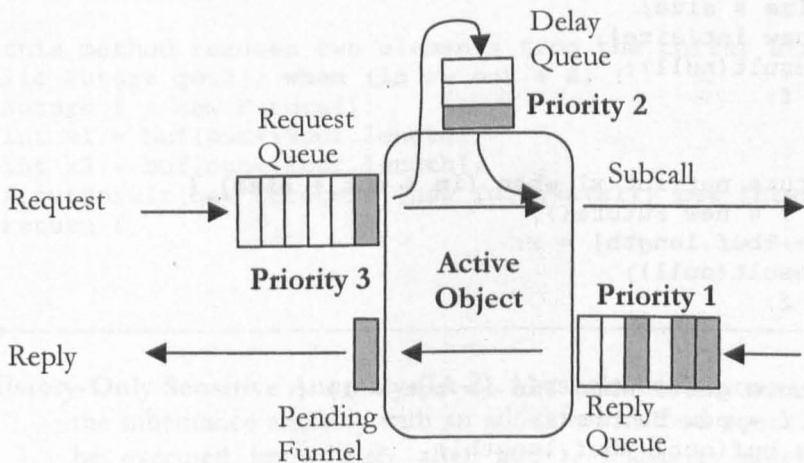 Delay
Queue
Priority 2
Request
Queue
Subcall
Request
Priority 3
Active
Object
Priority 1
Reply
Pending
Funnel
Reply
Queue